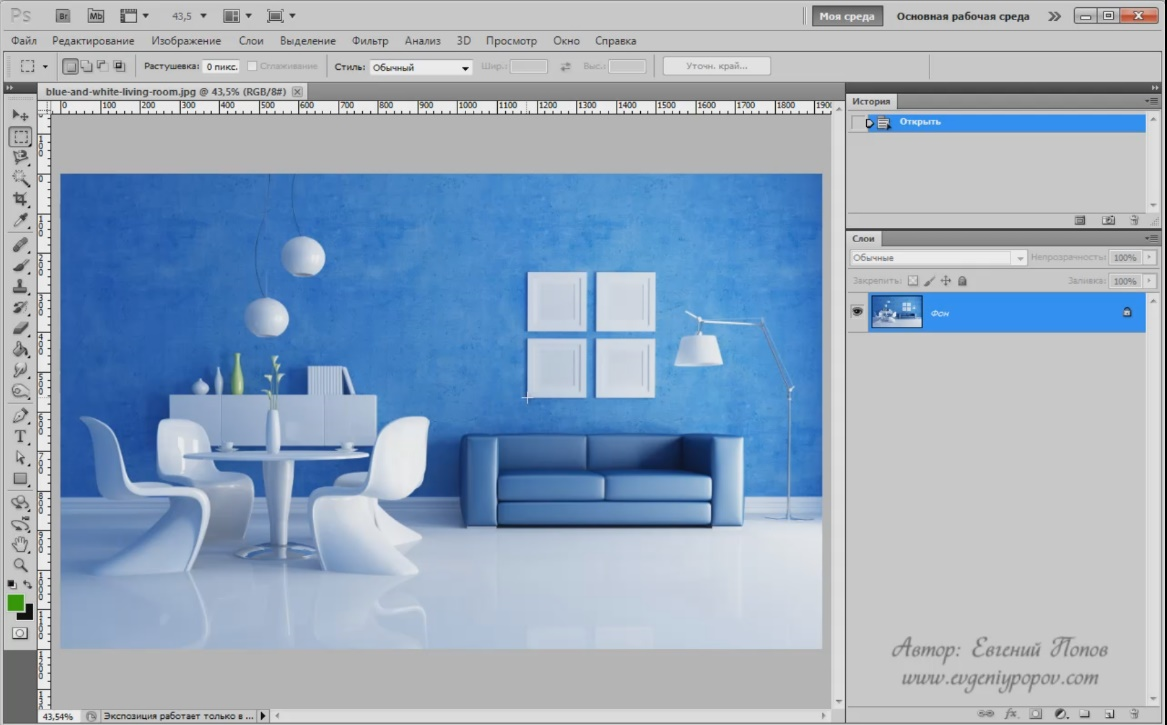 Ps Br Mb 43,5 Моя среда Основная рабочая среда
Файл Редактирование Изображение Слои Выделение Фильтр Анализ 3D Просмотр Окно Справка
Растушевка: 0 пикс. Сглаживание Стиль: Обычный Шир.: Выс.: Уточн. край...
blue-and-white-living-room.jpg @ 43,5% (RGB/8#)
0 100 200 300 400 500 600 700 800 900 1000 1100 1200 1300 1400 1500 1600 1700 1800 1900
История
Открыть
Слои
Обычные Непрозрачность: 100%
Закрепить: Заливка: 100%
Фон
Автор: Евгений Попов
www.evgeniypopov.com
43,54% Экспозиция работает только в ...